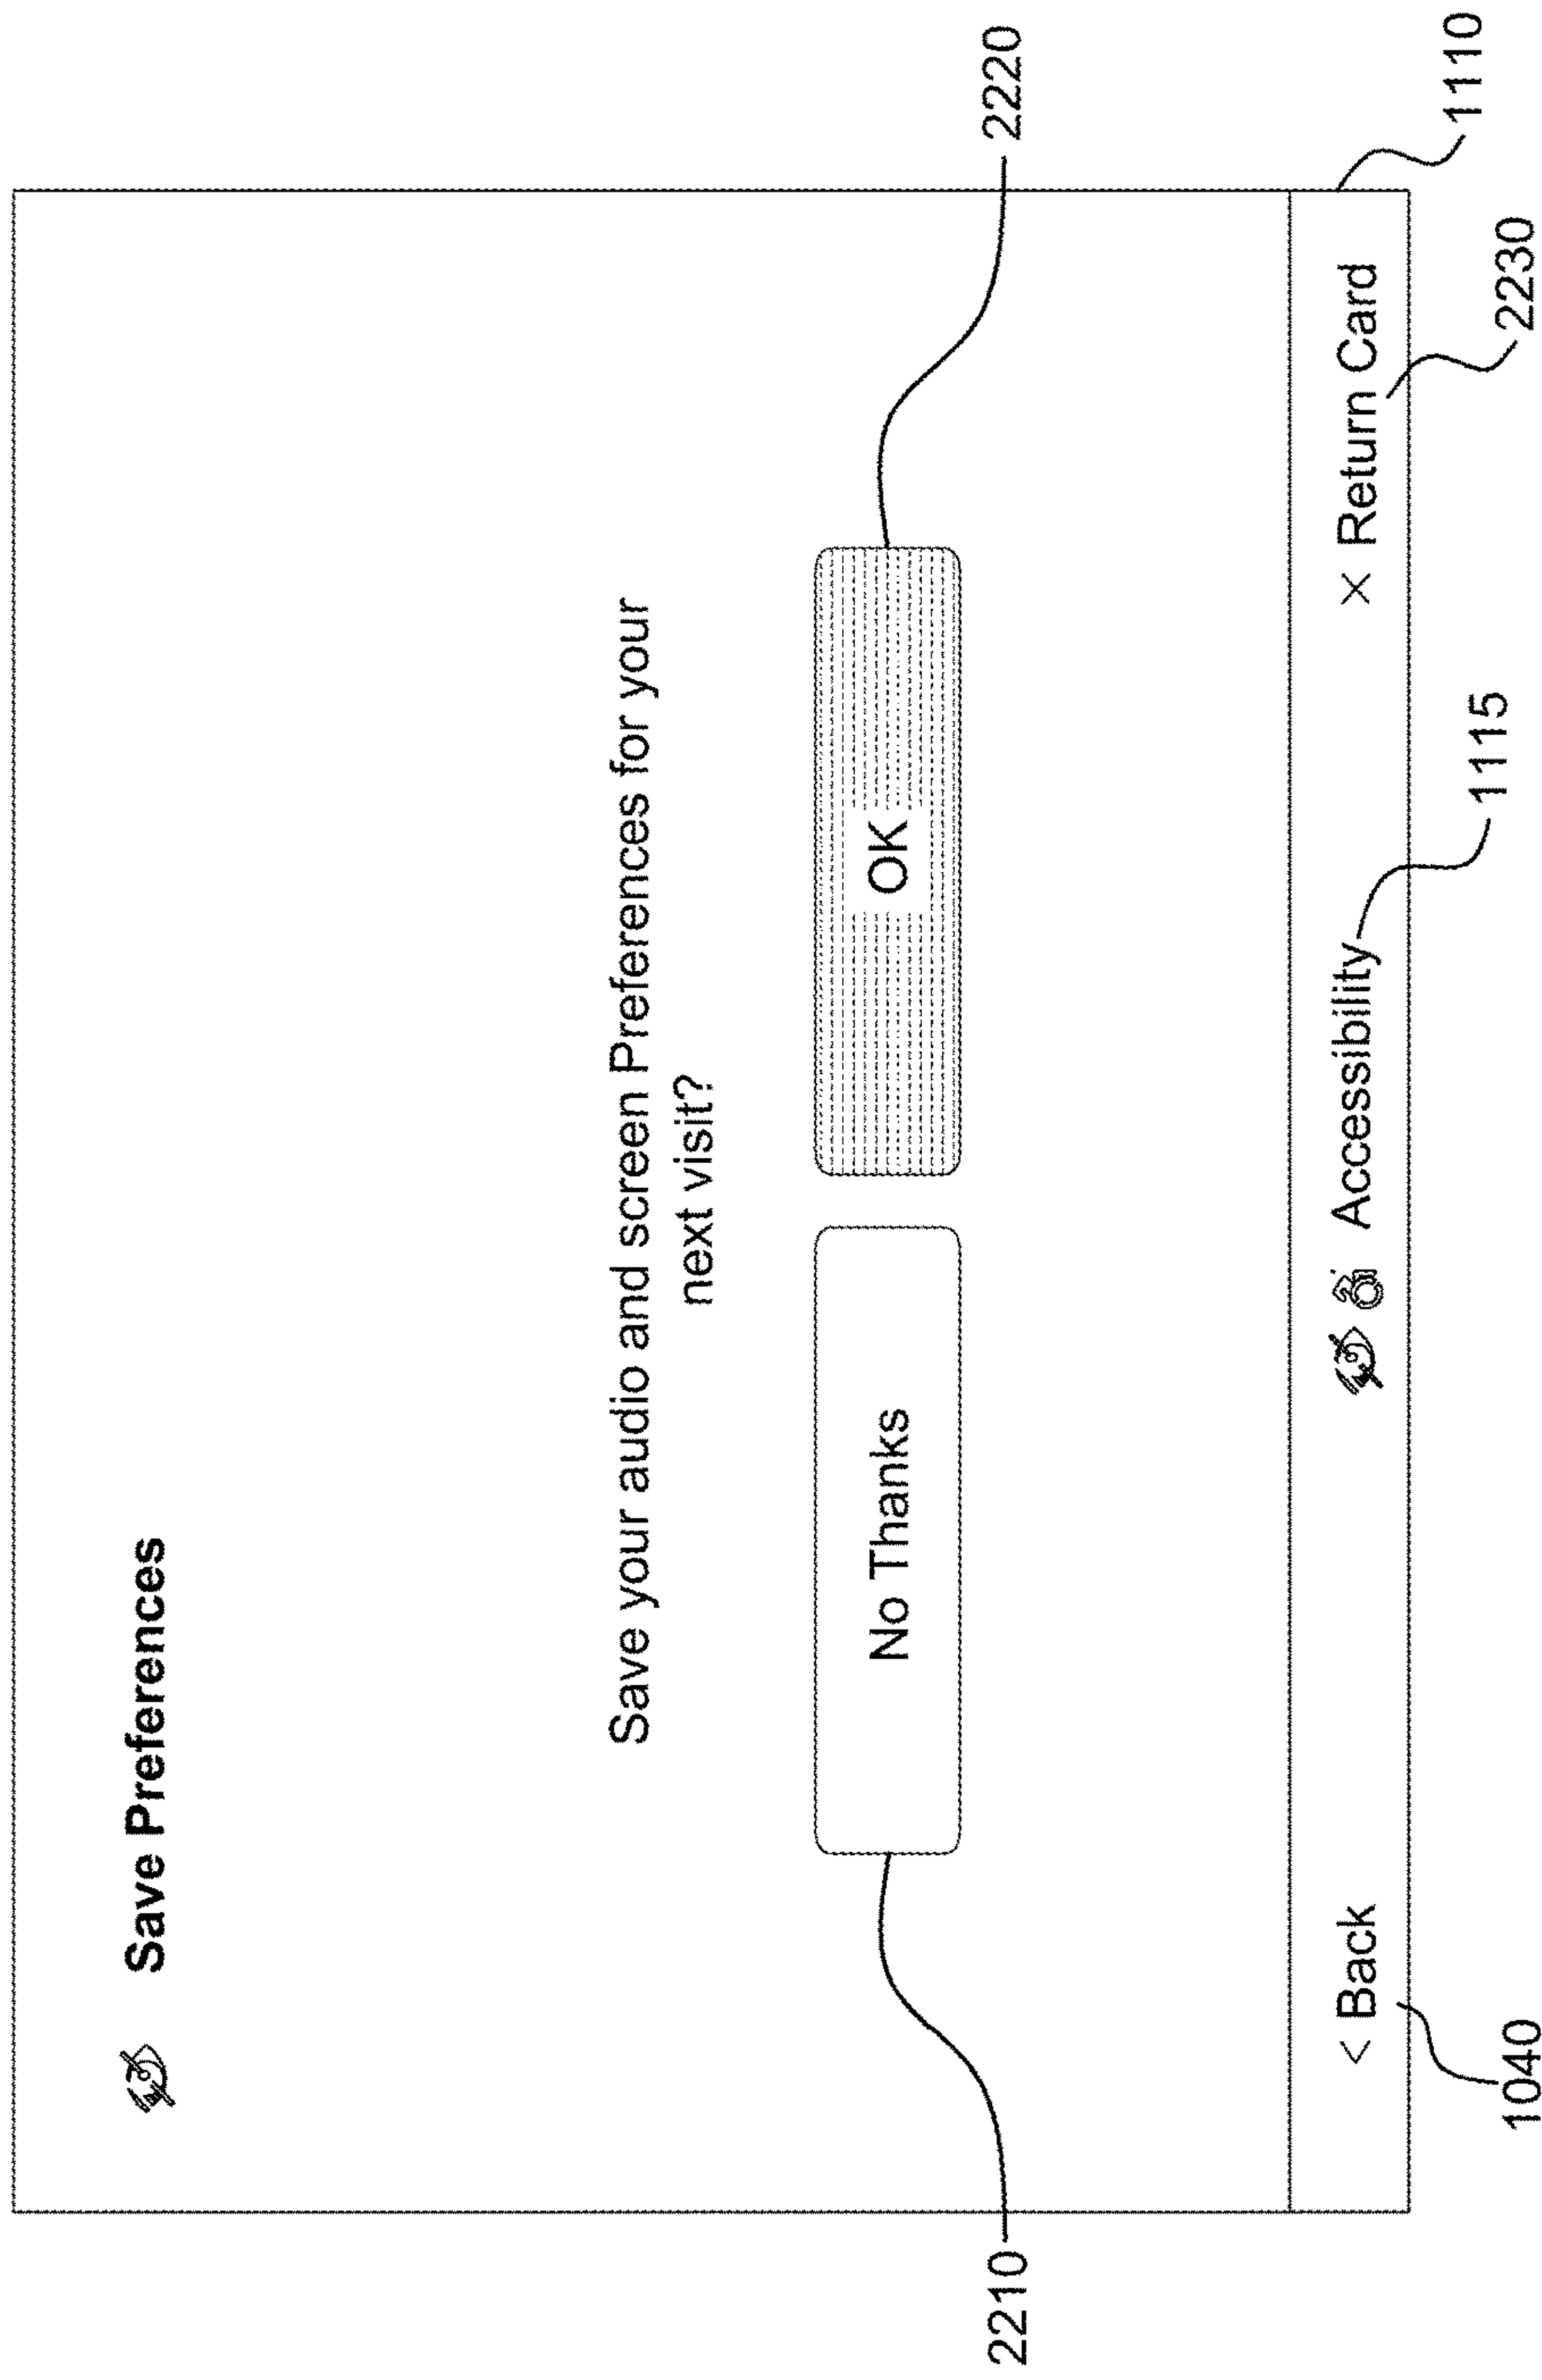 Save Preferences
Save your audio and screen Preferences for your
next visit?
No Thanks
OK
2210
2220
< Back
Accessibility
× Return Card
1040
1115
2230
1110